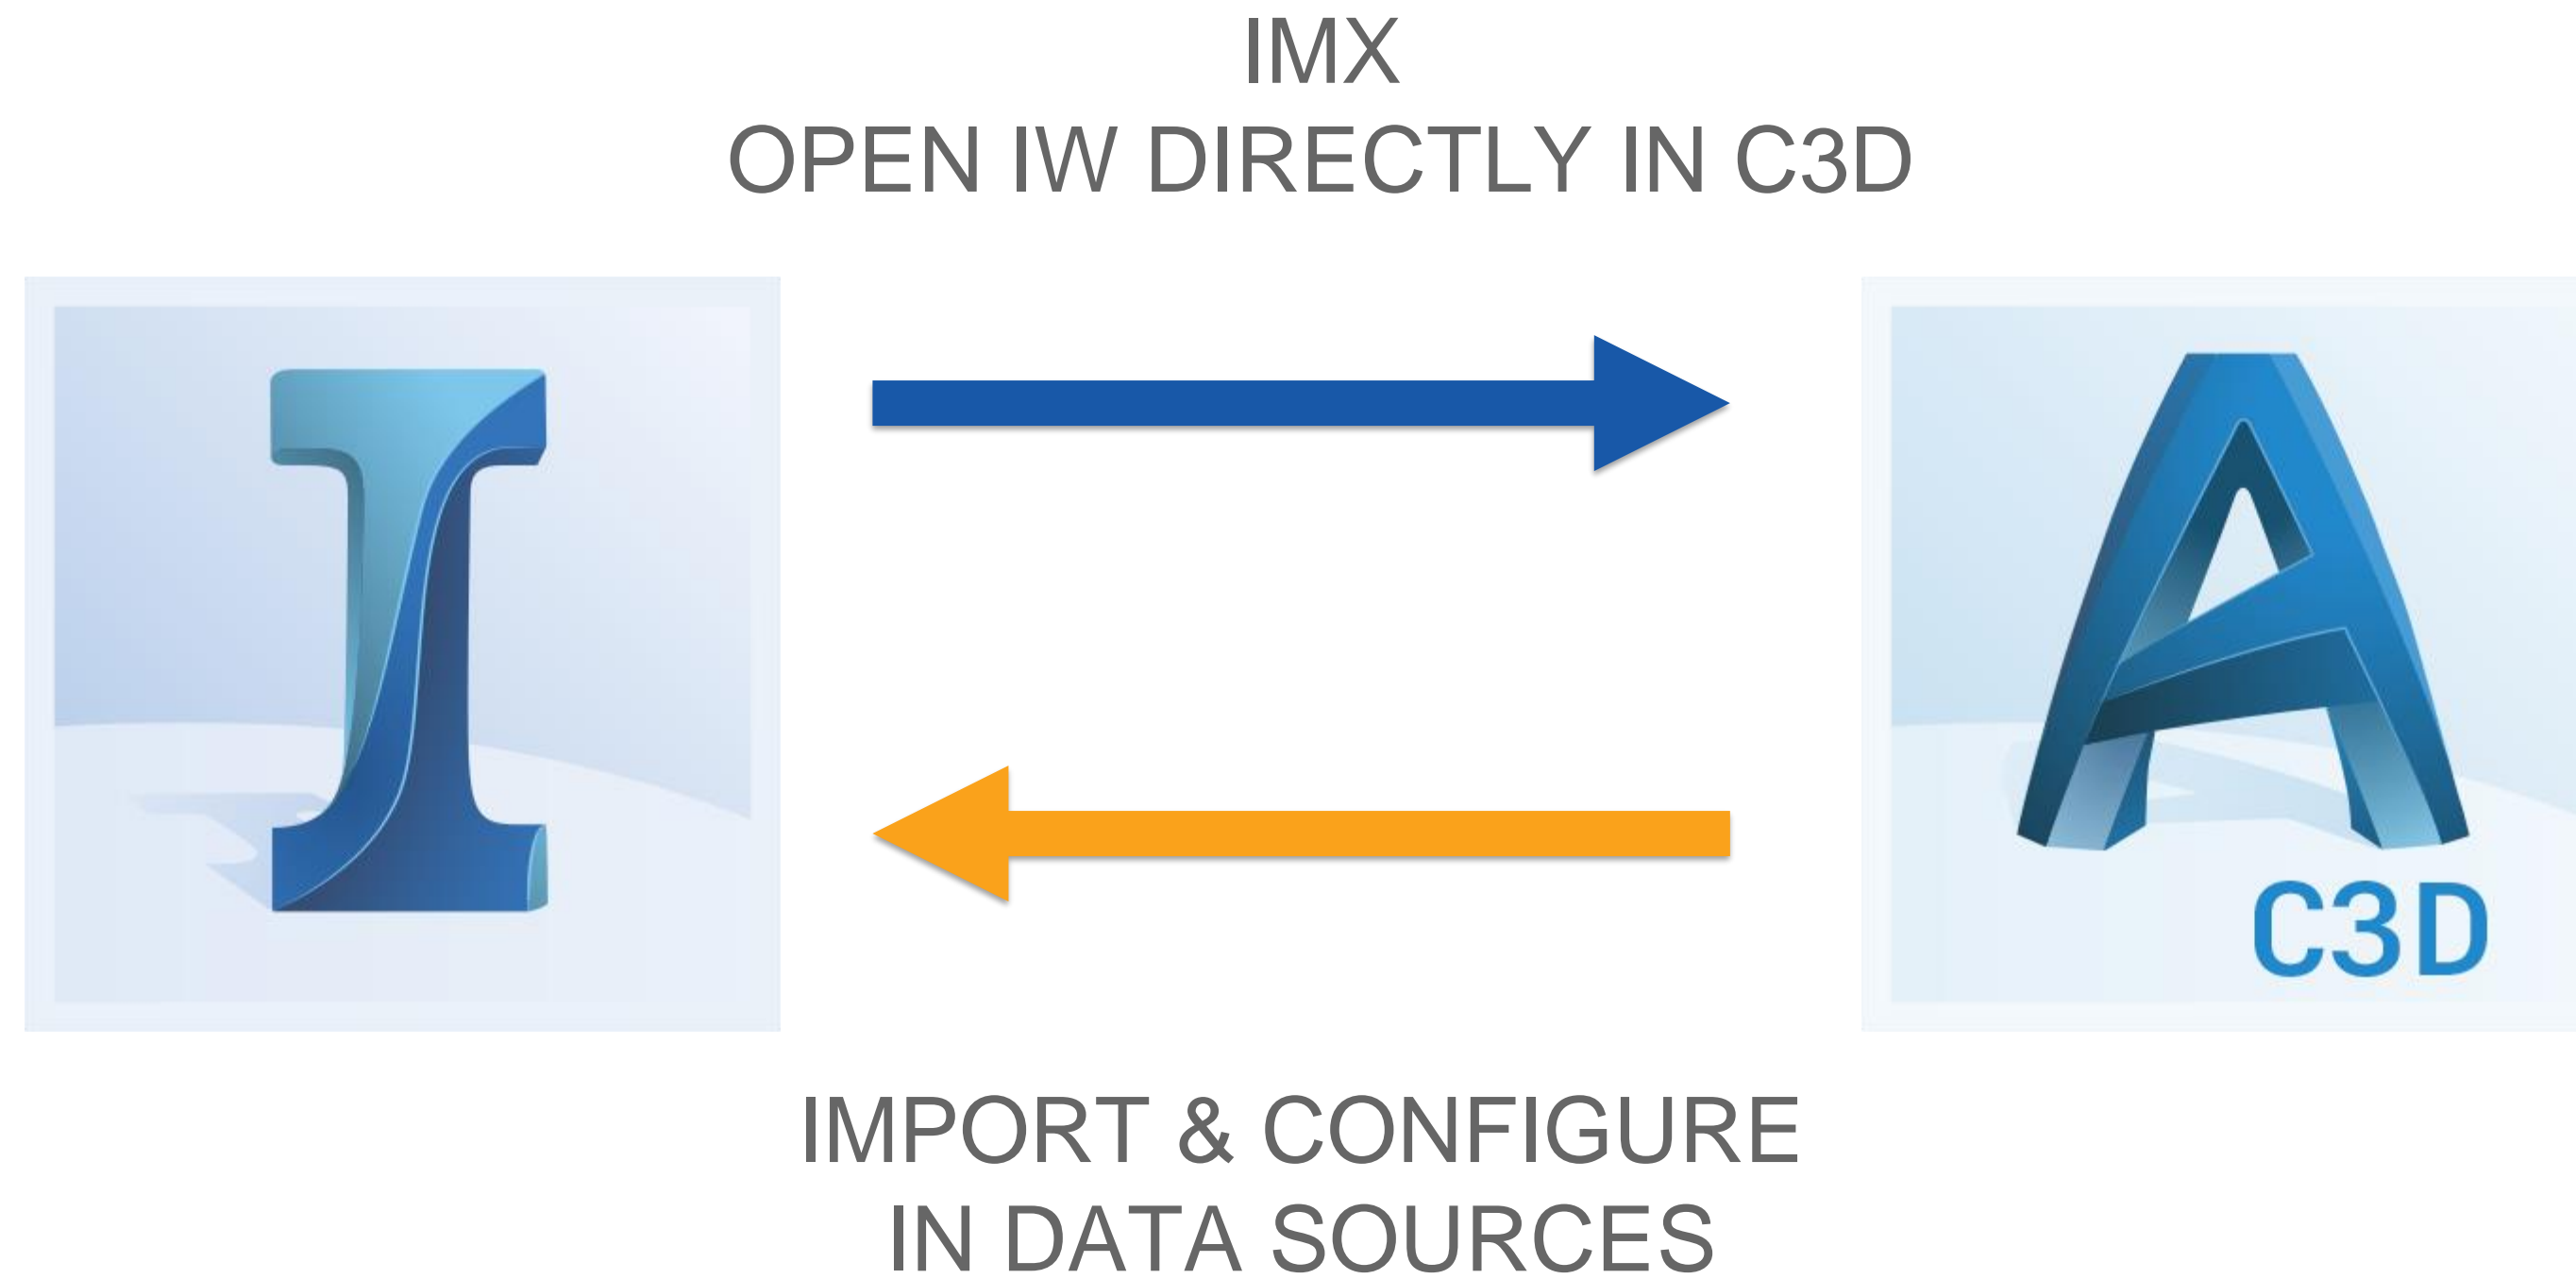 IMX
OPEN IW DIRECTLY IN C3D
C3D
IMPORT & CONFIGURE
IN DATA SOURCES